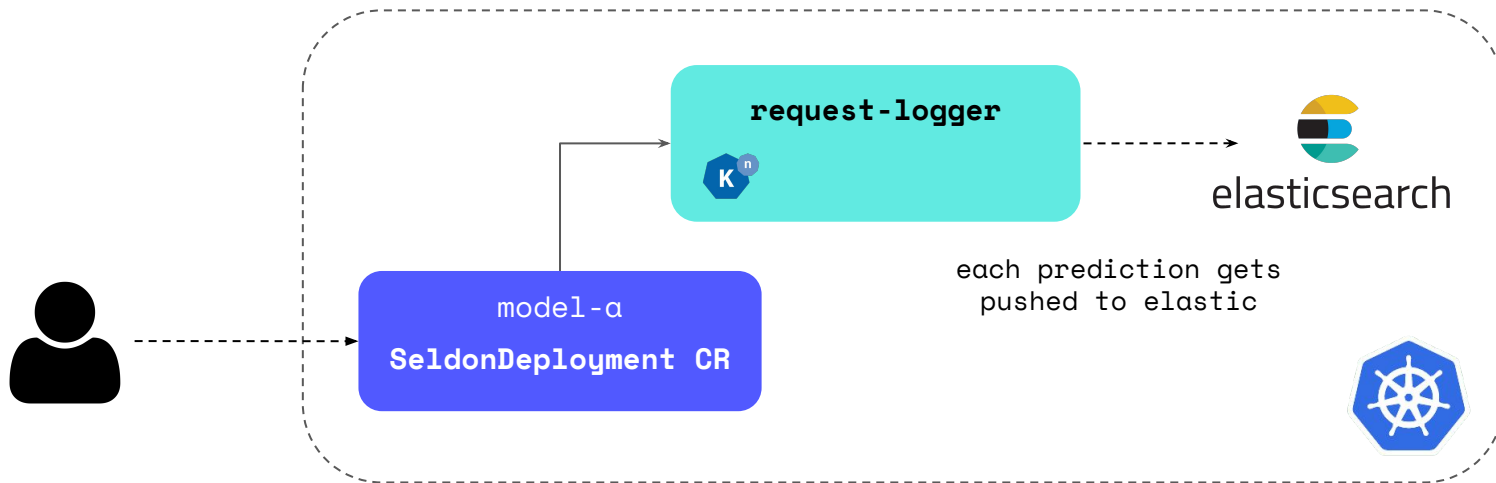 request-logger
K
n
elasticsearch
each prediction gets
pushed to elastic
model-a
SeldonDeployment CR